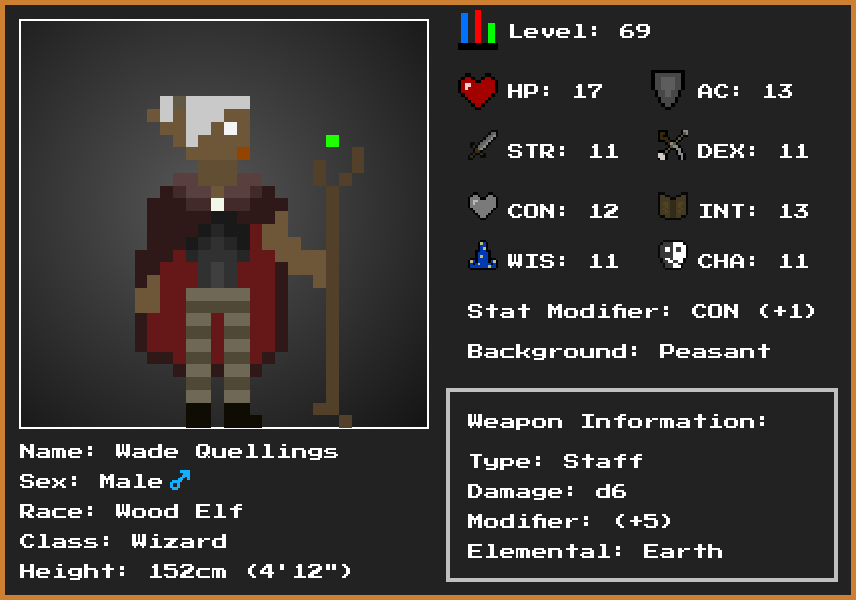 Level: 69
HP: 17 AC: 13
STR: 11 DEX: 11
CON: 12 INT: 13
WIS: 11 CHA: 11
Stat Modifier: CON (+1)
Background: Peasant
Weapon Information:
Type: Staff
Damage: d6
Modifier: (+5)
Elemental: Earth
Name: Wade Quellings
Sex: Male ♂
Race: Wood Elf
Class: Wizard
Height: 152cm (4'12")